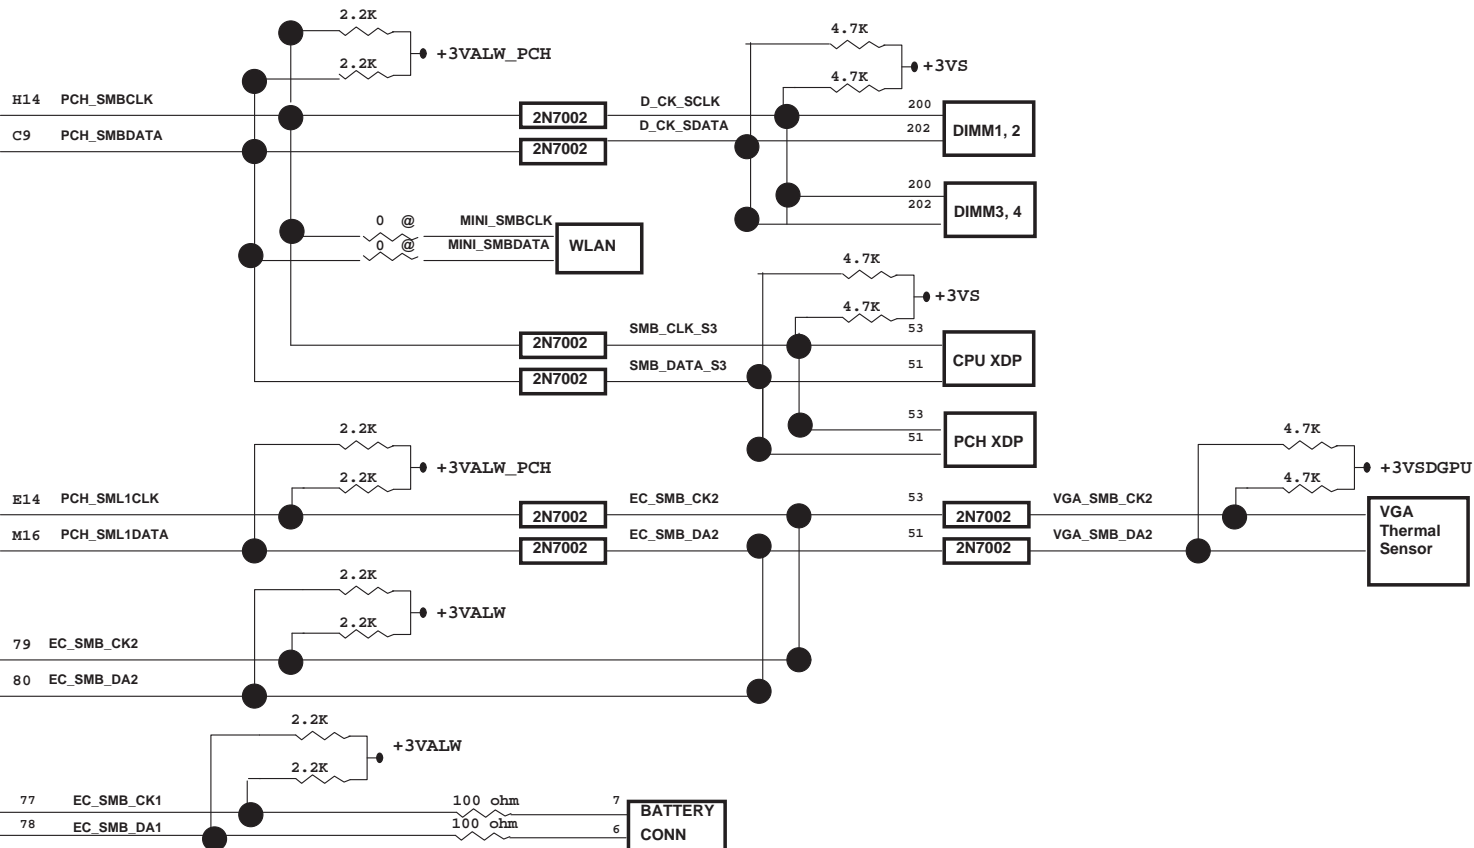 2.2K
+3VALW_PCH
2.2K
4.7K
+3VS
4.7K
H14 PCH_SMBCLK
2N7002
D_CK_SCLK
200
DIMM1, 2
C9 PCH_SMBDATA
2N7002
D_CK_SDATA
202
200
202
DIMM3, 4
0 @ MINI_SMBCLK
0 @ MINI_SMBDATA
WLAN
4.7K
+3VS
4.7K
2N7002
SMB_CLK_S3
53
CPU XDP
2N7002
SMB_DATA_S3
51
53
51
PCH XDP
2.2K
+3VALW_PCH
2.2K
4.7K
+3VSDGPU
4.7K
E14 PCH_SML1CLK
2N7002
EC_SMB_CK2
53
2N7002
VGA_SMB_CK2
VGA
Thermal
Sensor
M16 PCH_SML1DATA
2N7002
EC_SMB_DA2
51
2N7002
VGA_SMB_DA2
2.2K
+3VALW
2.2K
79 EC_SMB_CK2
80 EC_SMB_DA2
2.2K
+3VALW
2.2K
77 EC_SMB_CK1
100 ohm
7
BATTERY
78 EC_SMB_DA1
100 ohm
6
CONN